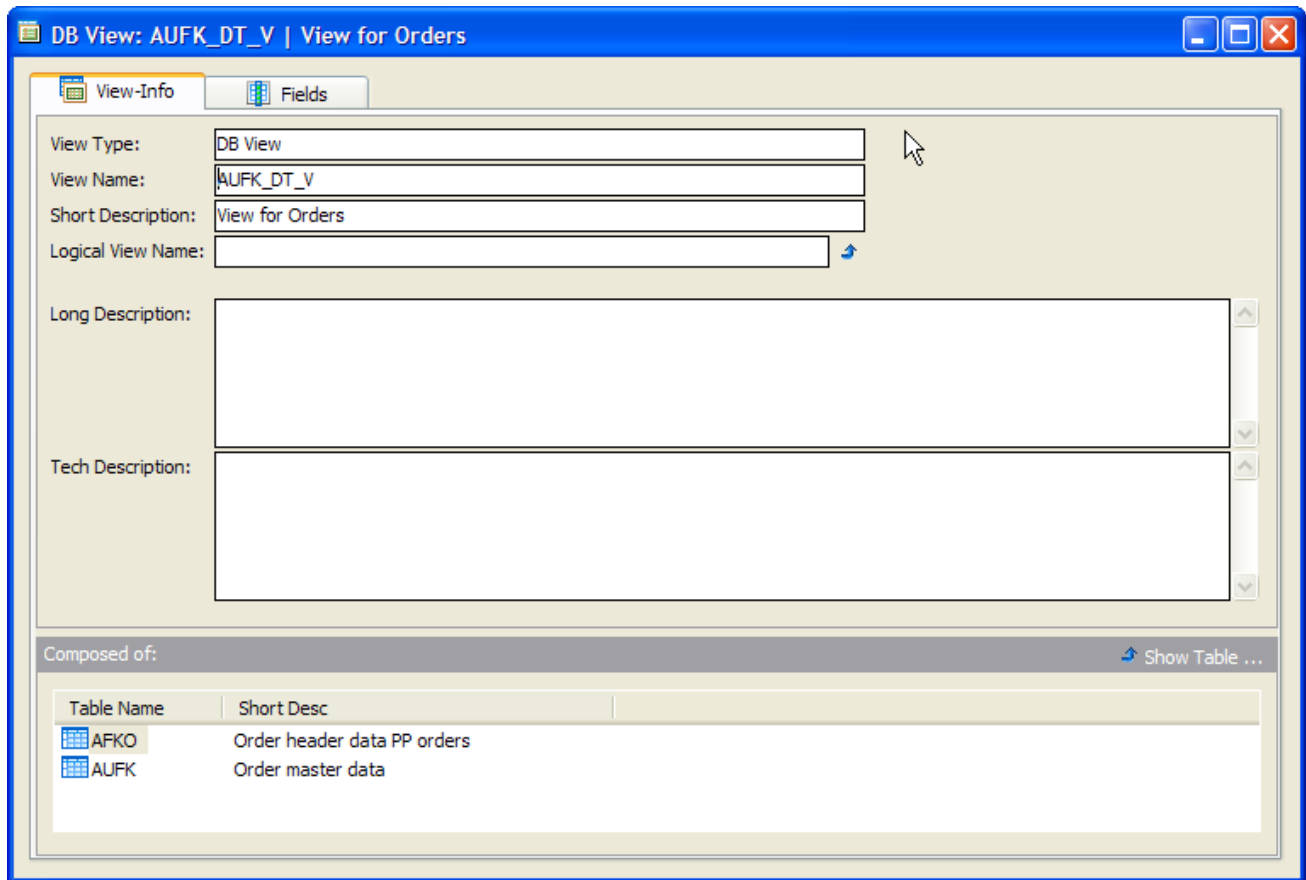 DB View: AUFK_DT_V | View for Orders
View-Info Fields
View Type: DB View
View Name: AUFK_DT_V
Short Description: View for Orders
Logical View Name:
Long Description:
Tech Description:
Composed of: Show Table ...
Table Name Short Desc
AFKO Order header data PP orders
AUFK Order master data